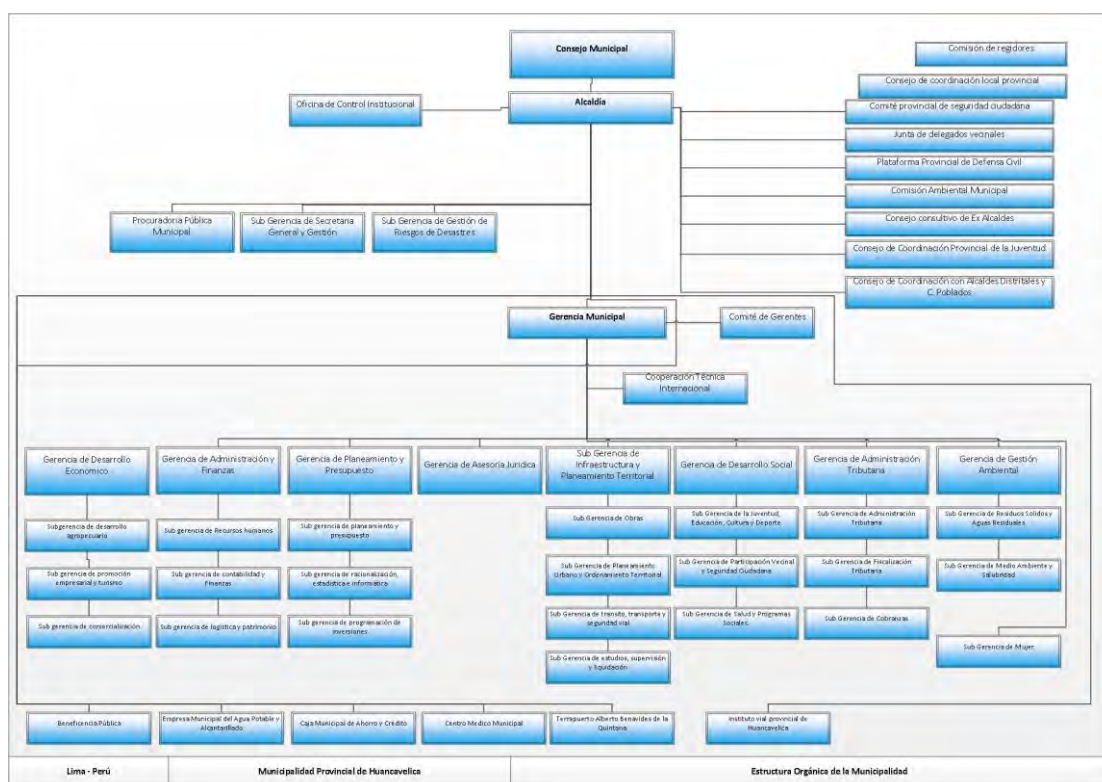 Consejo Municipal
Comisión de regidores
Consejo de coordinación local provincial
Oficina de Control Institucional
Alcaldía
Comité provincial de seguridad ciudadana
Junta de delegados vecinales
Plataforma Provincial de Defensa Civil
Comisión Ambiental Municipal
Procuradoria Pública
Municipal
Sub Gerencia de Secretaria
General y Gestión
Sub Gerencia de Gestión de
Riesgos de Desastres
Consejo consultivo de Ex Alcaldes
Consejo de Coordinación Provincial de la Juventud
Consejo de Coordinación con Alcaldes Distritales y
C. Poblados
Gerencia Municipal
Comité de Gerentes
Cooperación Técnica
Internacional
Gerencia de Desarrollo
Economico
Gerencia de Administración y
Finanzas
Gerencia de Planeamiento y
Presupuesto
Gerencia de Asesoría Juridica
Sub Gerencia de
Infraestructura y
Planeamiento Territorial
Gerencia de Desarrollo Social
Gerencia de Administración
Tributaria
Gerencia de Gestión
Ambiental
Subgerencia de desarrollo
agropecuario
Sub gerencia de Recursos humanos
Sub gerencia de planeamiento y
presupuesto
Sub Gerencia de Obras
Sub Gerencia de la Juventud,
Educación, Cultura y Deporte
Sub Gerencia de Administración
Tributaria
Sub Gerencia de Residuos Solidos y
Aguas Residuales
Sub gerencia de promoción
empresarial y turismo
Sub gerencia de contabilidad y
Finanzas
Sub gerencia de racionalización,
estadística e informática
Sub Gerencia de Planeamiento
Urbano y Ordenamiento Territorial
Sub Gerencia de Participación Vecinal
y Seguridad Ciudadana
Sub Gerencia de Fiscalización
Tributaria
Sub Gerencia de Medio Ambiente y
Salubridad
Sub gerencia de comercialización
Sub gerencia de logística y patrimonio
Sub gerencia de programación de
inversiones
Sub Gerencia de transito, transporte y
seguridad vial
Sub Gerencia de Salud y Programas
Sociales
Sub Gerencia de Cobranzas
Sub Gerencia de Mujer
Sub Gerencia de estudios, supervisión
y liquidación
Beneficencia Pública
Empresa Municipal del Agua Potable y
Alcantarillado
Caja Municipal de Ahorro y Crédito
Centro Medico Municipal
Terrapuerto Alberto Benavides de la
Quintana
Instituto vial provincial de
Huancavelica
Lima - Perú
Municipalidad Provincial de Huancavelica
Estructura Orgánica de la Municipalidad